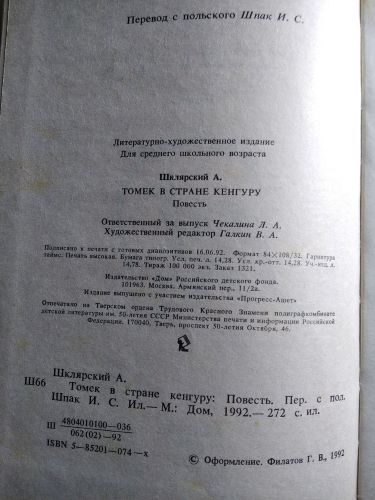 Перевод с польского Шпак И. С.
Литературно-художественное издание
Для среднего школьного возраста
Шклярский А.
ТОМЕК В СТРАНЕ КЕНГУРУ
Повесть
Ответственный за выпуск Чекалина Л. А.
Художественный редактор Галкин В. А.
Подписано к печати с готовых диапозитивов 16.06.92. Формат 84×108/32. Гарнитура
таймс. Печать высокая. Бумага типогр. Усл. печ. л. 14,28. Усл. кр.-отт. 14,28. Уч.-изд. л.
14,78. Тираж 100 000 экз. Заказ 1321.
Издательство «Дом» Российского детского фонда.
101963. Москва. Армянский пер., 11/2а.
Издание выпущено с участием издательства «Прогресс-Ашет».
Отпечатано на Тверском ордена Трудового Красного Знамени полиграфкомбинате
детской литературы им. 50-летия СССР Министерства печати и информации Российской
Федерации. 170040, Тверь, проспект 50-летия Октября, 46.
Шклярский А.
Ш66 Томек в стране кенгуру: Повесть. Пер. с пол.
Шпак И. С. Ил.— М.: Дом, 1992.— 272 с. ил.
Ш 4804010100—036
062(02)—92
ISBN 5—85201—074—x
© Оформление. Филатов Г. В., 1992